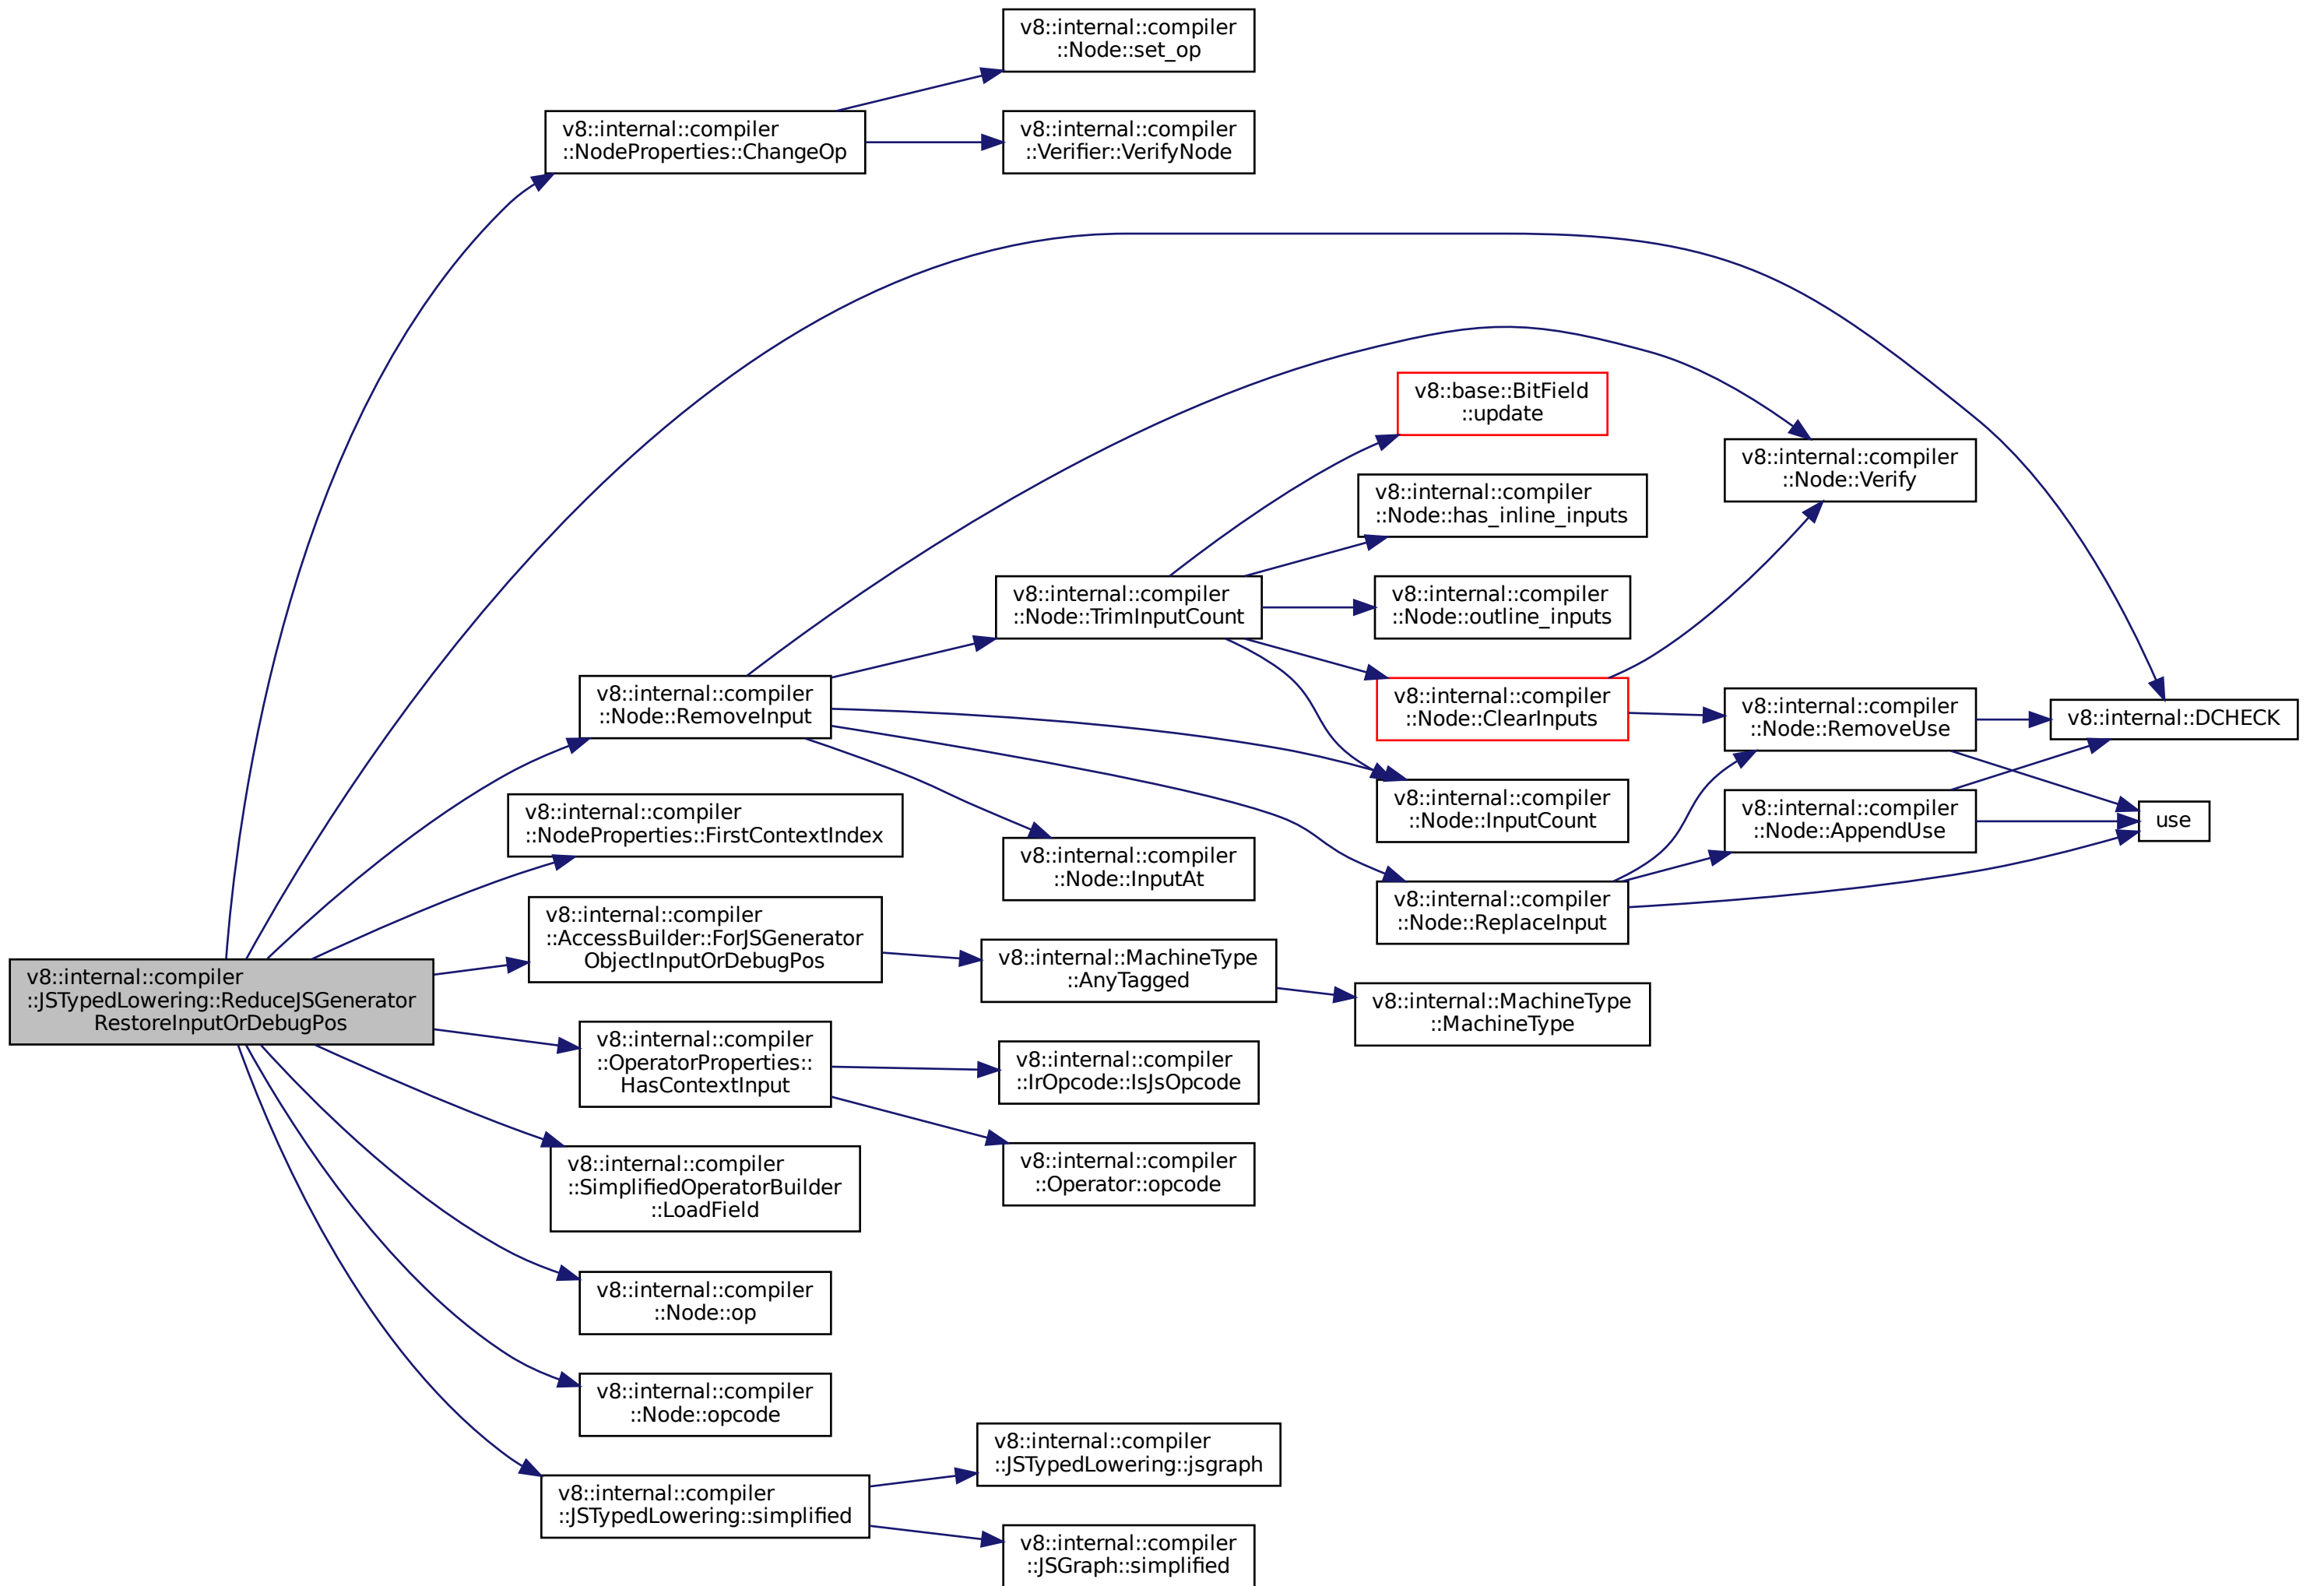 v8::internal::compiler
::Node::set_op
v8::internal::compiler
::NodeProperties::ChangeOp
v8::internal::compiler
::Verifier::VerifyNode
v8::base::BitField
::update
v8::internal::compiler
::Node::Verify
v8::internal::compiler
::Node::has_inline_inputs
v8::internal::compiler
::Node::TrimInputCount
v8::internal::compiler
::Node::outline_inputs
v8::internal::compiler
::Node::RemoveInput
v8::internal::compiler
::Node::ClearInputs
v8::internal::compiler
::Node::RemoveUse
v8::internal::DCHECK
v8::internal::compiler
::NodeProperties::FirstContextIndex
v8::internal::compiler
::Node::InputCount
v8::internal::compiler
::Node::AppendUse
use
v8::internal::compiler
::Node::InputAt
v8::internal::compiler
::Node::ReplaceInput
v8::internal::compiler
::AccessBuilder::ForJSGenerator
ObjectInputOrDebugPos
v8::internal::MachineType
::AnyTagged
v8::internal::MachineType
::MachineType
v8::internal::compiler
::JSTypedLowering::ReduceJSGenerator
RestoreInputOrDebugPos
v8::internal::compiler
::OperatorProperties::
HasContextInput
v8::internal::compiler
::IrOpcode::IsJsOpcode
v8::internal::compiler
::Operator::opcode
v8::internal::compiler
::SimplifiedOperatorBuilder
::LoadField
v8::internal::compiler
::Node::op
v8::internal::compiler
::Node::opcode
v8::internal::compiler
::JSTypedLowering::jsgraph
v8::internal::compiler
::JSTypedLowering::simplified
v8::internal::compiler
::JSGraph::simplified